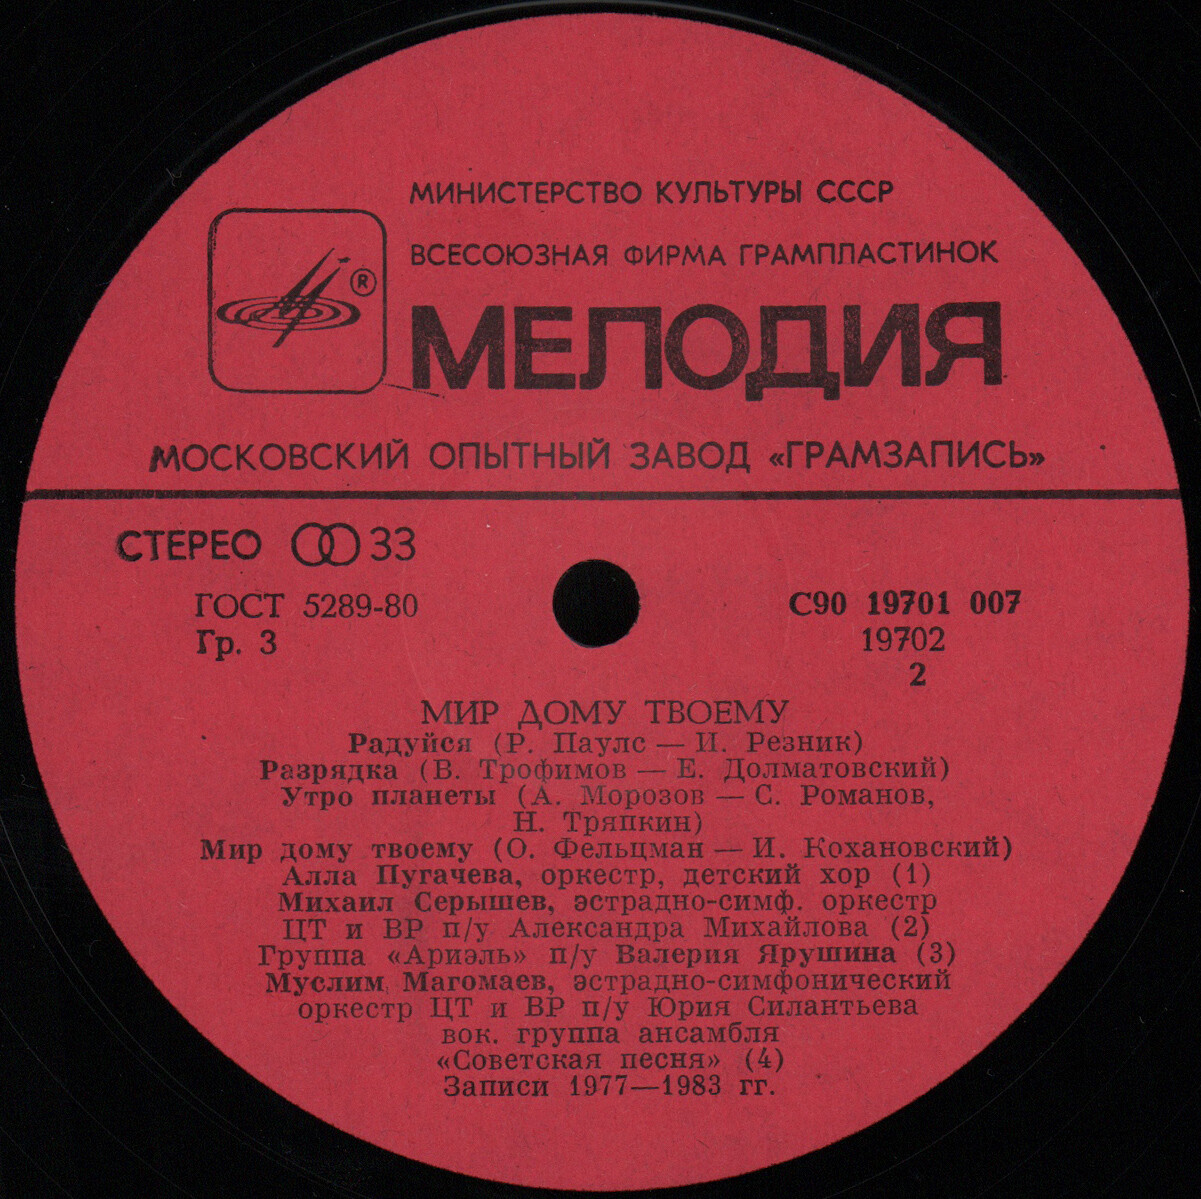 МИНИСТЕРСТВО КУЛЬТУРЫ СССР
ВСЕСОЮЗНАЯ ФИРМА ГРАМПЛАСТИНОК
®
МЕЛОДИЯ
МОСКОВСКИЙ ОПЫТНЫЙ ЗАВОД «ГРАМЗАПИСЬ»
СТЕРЕО 33
ГОСТ 5289-80
Гр. 3
С90 19701 007
19702
2
МИР ДОМУ ТВОЕМУ
Радуйся (Р. Паулс — И. Резник)
Разрядка (В. Трофимов — Е. Долматовский)
Утро планеты (А. Морозов — С. Романов,
Н. Тряпкин)
Мир дому твоему (О. Фельцман — И. Кохановский)
Алла Пугачева, оркестр, детский хор (1)
Михаил Серышев, эстрадно-симф. оркестр
ЦТ и ВР п/у Александра Михайлова (2)
Группа «Ариэль» п/у Валерия Ярушина (3)
Муслим Магомаев, эстрадно-симфонический
оркестр ЦТ и ВР п/у Юрия Силантьева
вок. группа ансамбля
«Советская песня» (4)
Записи 1977—1983 гг.